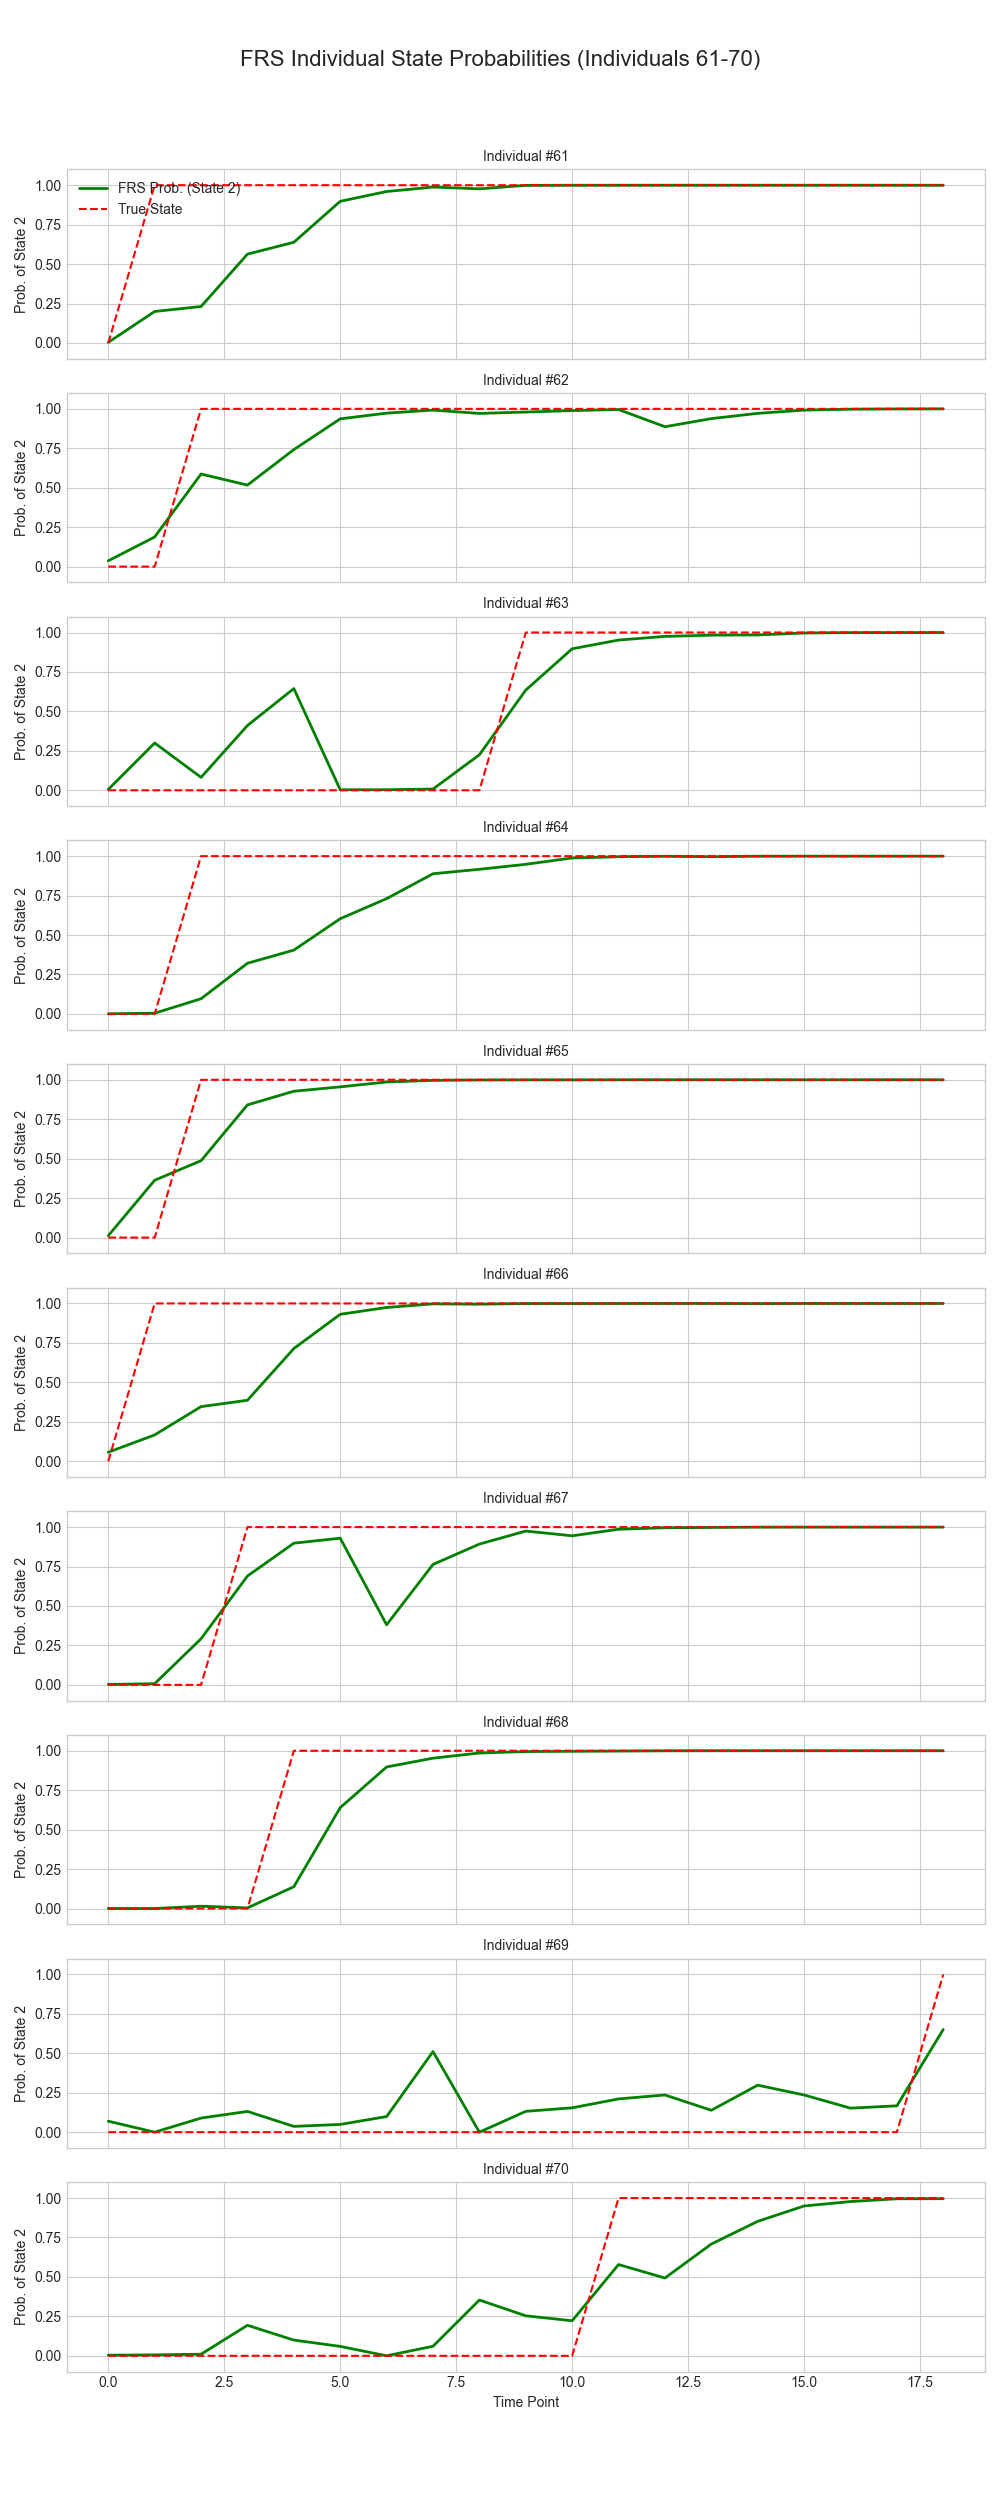 FRS Individual State Probabilities (Individuals 61-70)
Individual #61
FRS Prob. (State 2)
True State
1.00
0.75
0.50
0.25
0.00
Prob. of State 2
Individual #62
1.00
0.75
0.50
0.25
0.00
Prob. of State 2
Individual #63
1.00
0.75
0.50
0.25
0.00
Prob. of State 2
Individual #64
1.00
0.75
0.50
0.25
0.00
Prob. of State 2
Individual #65
1.00
0.75
0.50
0.25
0.00
Prob. of State 2
Individual #66
1.00
0.75
0.50
0.25
0.00
Prob. of State 2
Individual #67
1.00
0.75
0.50
0.25
0.00
Prob. of State 2
Individual #68
1.00
0.75
0.50
0.25
0.00
Prob. of State 2
Individual #69
1.00
0.75
0.50
0.25
0.00
Prob. of State 2
Individual #70
1.00
0.75
0.50
0.25
0.00
Prob. of State 2
0.0 2.5 5.0 7.5 10.0 12.5 15.0 17.5
Time Point